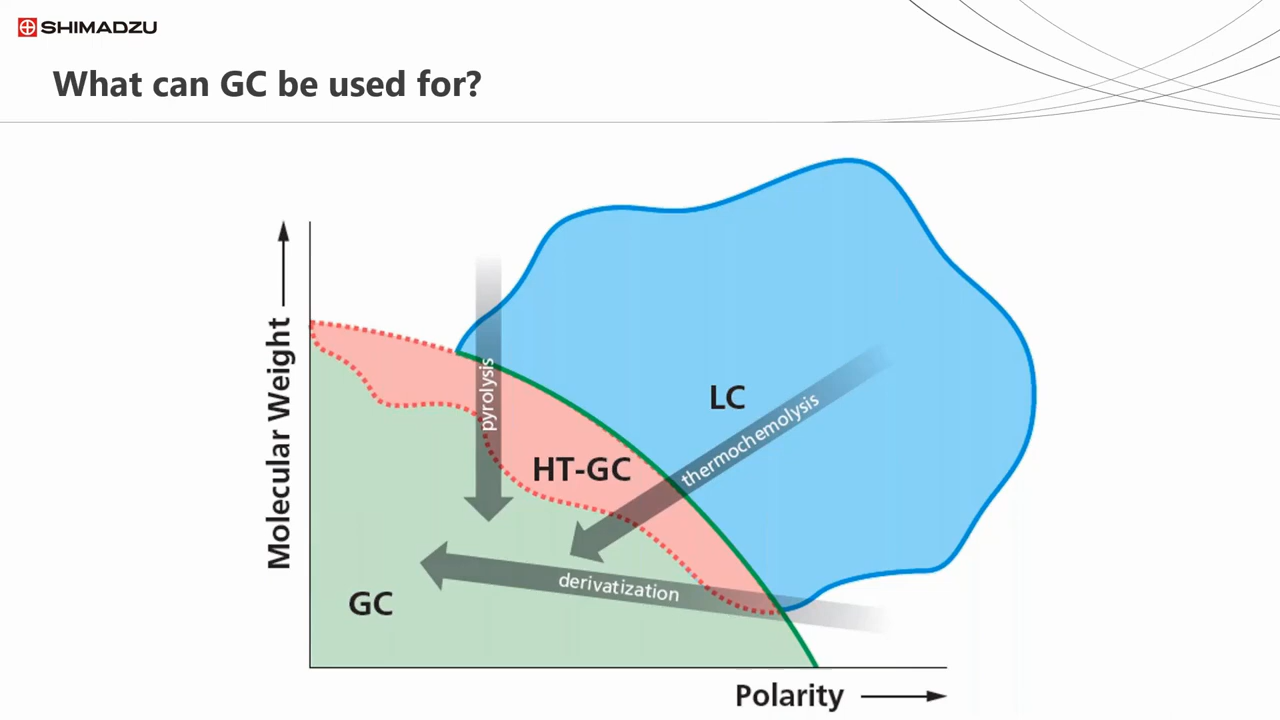 SHIMADZU
What can GC be used for?
Molecular Weight
pyrolysis
LC
thermochemolysis
HT-GC
derivatization
GC
Polarity